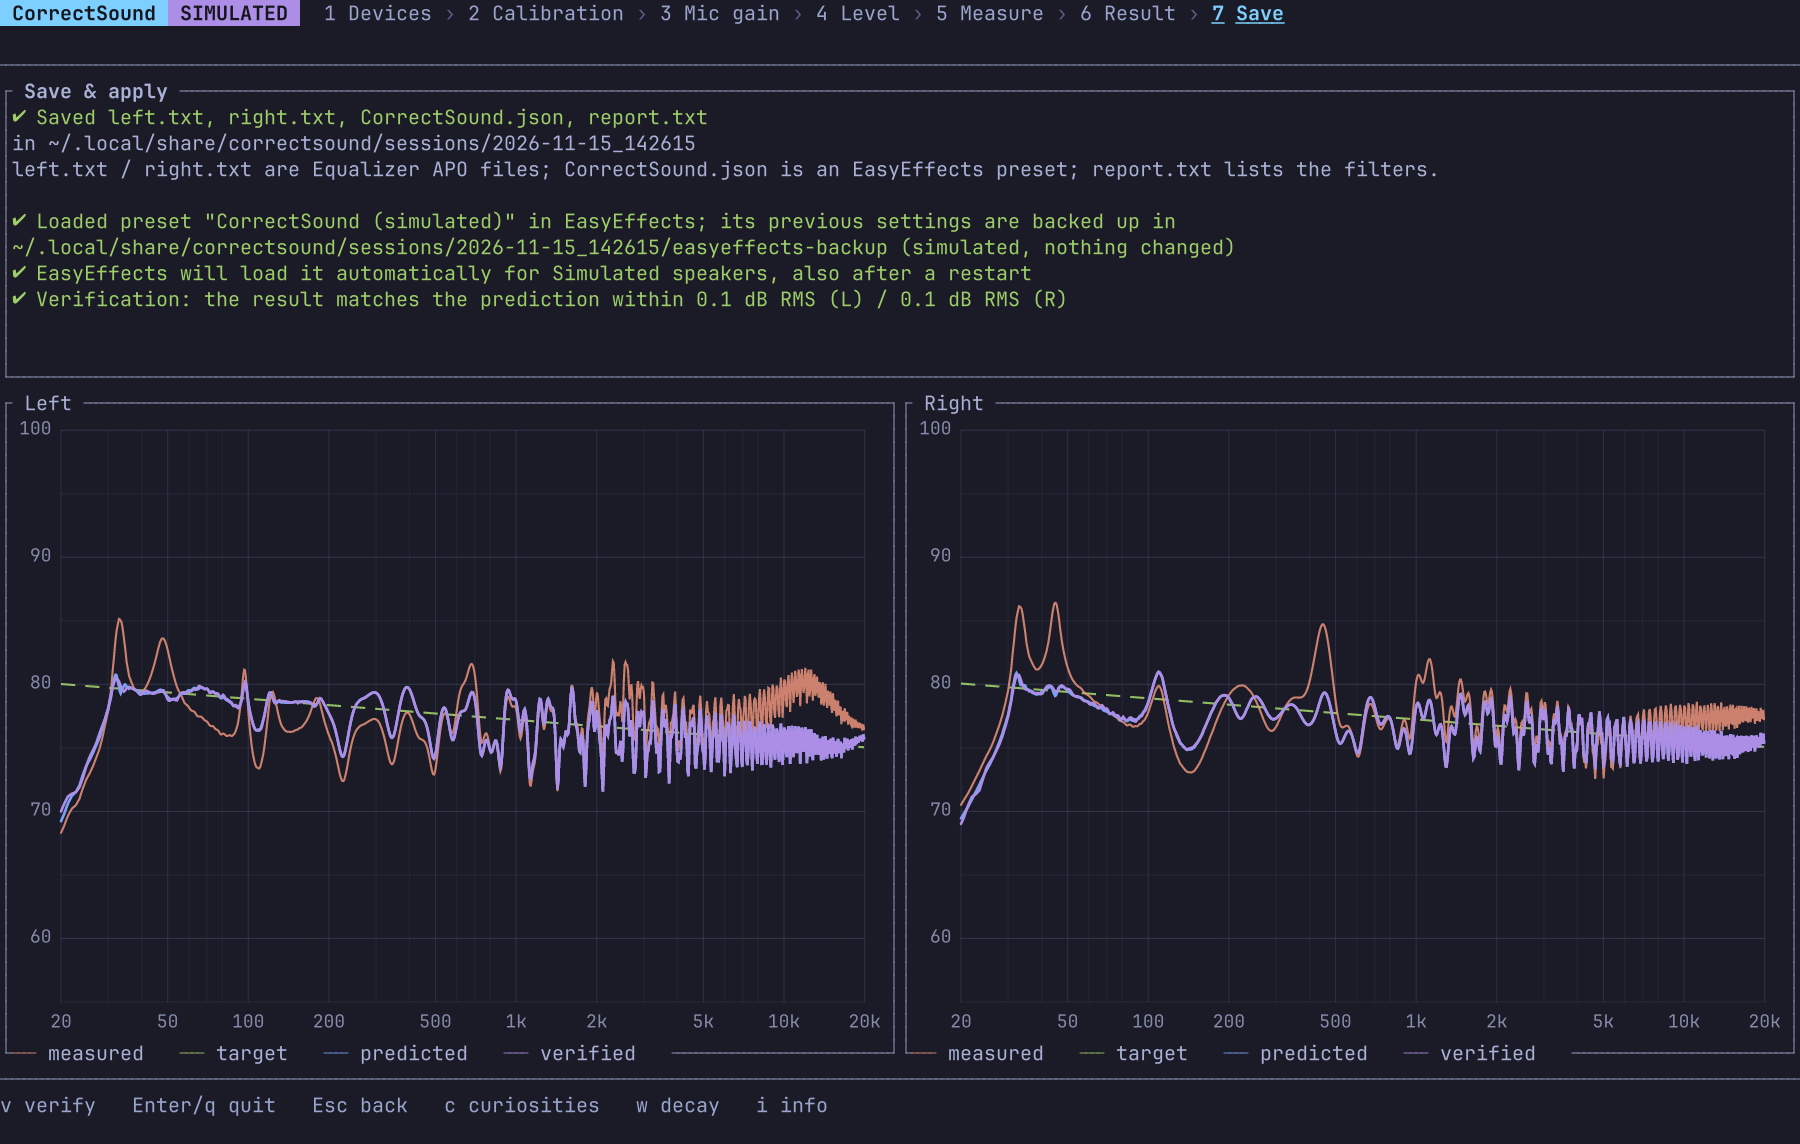 CorrectSound SIMULATED 1 Devices › 2 Calibration › 3 Mic gain › 4 Level › 5 Measure › 6 Result › 7 Save
Save & apply
✔ Saved left.txt, right.txt, CorrectSound.json, report.txt
in ~/.local/share/correctsound/sessions/2026-11-15_142615
left.txt / right.txt are Equalizer APO files; CorrectSound.json is an EasyEffects preset; report.txt lists the filters.
✔ Loaded preset "CorrectSound (simulated)" in EasyEffects; its previous settings are backed up in
~/.local/share/correctsound/sessions/2026-11-15_142615/easyeffects-backup (simulated, nothing changed)
✔ EasyEffects will load it automatically for Simulated speakers, also after a restart
✔ Verification: the result matches the prediction within 0.1 dB RMS (L) / 0.1 dB RMS (R)
Left
100
90
80
70
60
20 50 100 200 500 1k 2k 5k 10k 20k
measured target predicted verified
Right
100
90
80
70
60
20 50 100 200 500 1k 2k 5k 10k 20k
measured target predicted verified
v verify Enter/q quit Esc back c curiosities w decay i info